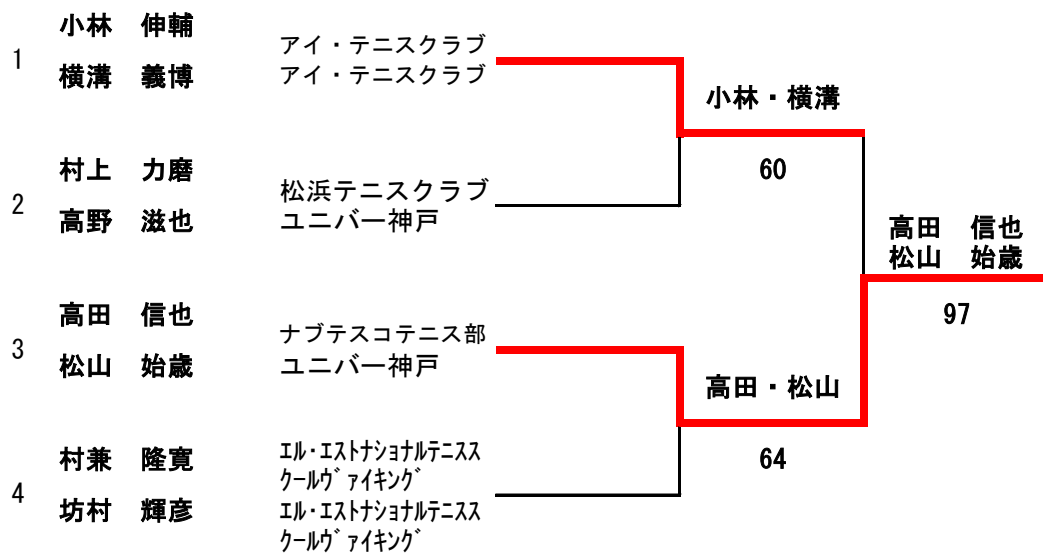 小林　伸輔
アイ・テニスクラブ
1
横溝　義博
アイ・テニスクラブ
小林・横溝
60
村上　力磨
松浜テニスクラブ
2
高野　滋也
ユニバー神戸
高田　信也
松山　始歳
97
高田　信也
ナブテスコテニス部
3
松山　始歳
ユニバー神戸
高田・松山
64
村兼　隆寛
ｴﾙ･ｴｽﾄﾅｼｮﾅﾙﾃﾆｽｽ
ｸｰﾙｳﾞｧｲｷﾝｸﾞ
4
坊村　輝彦
ｴﾙ･ｴｽﾄﾅｼｮﾅﾙﾃﾆｽｽ
ｸｰﾙｳﾞｧｲｷﾝｸﾞ